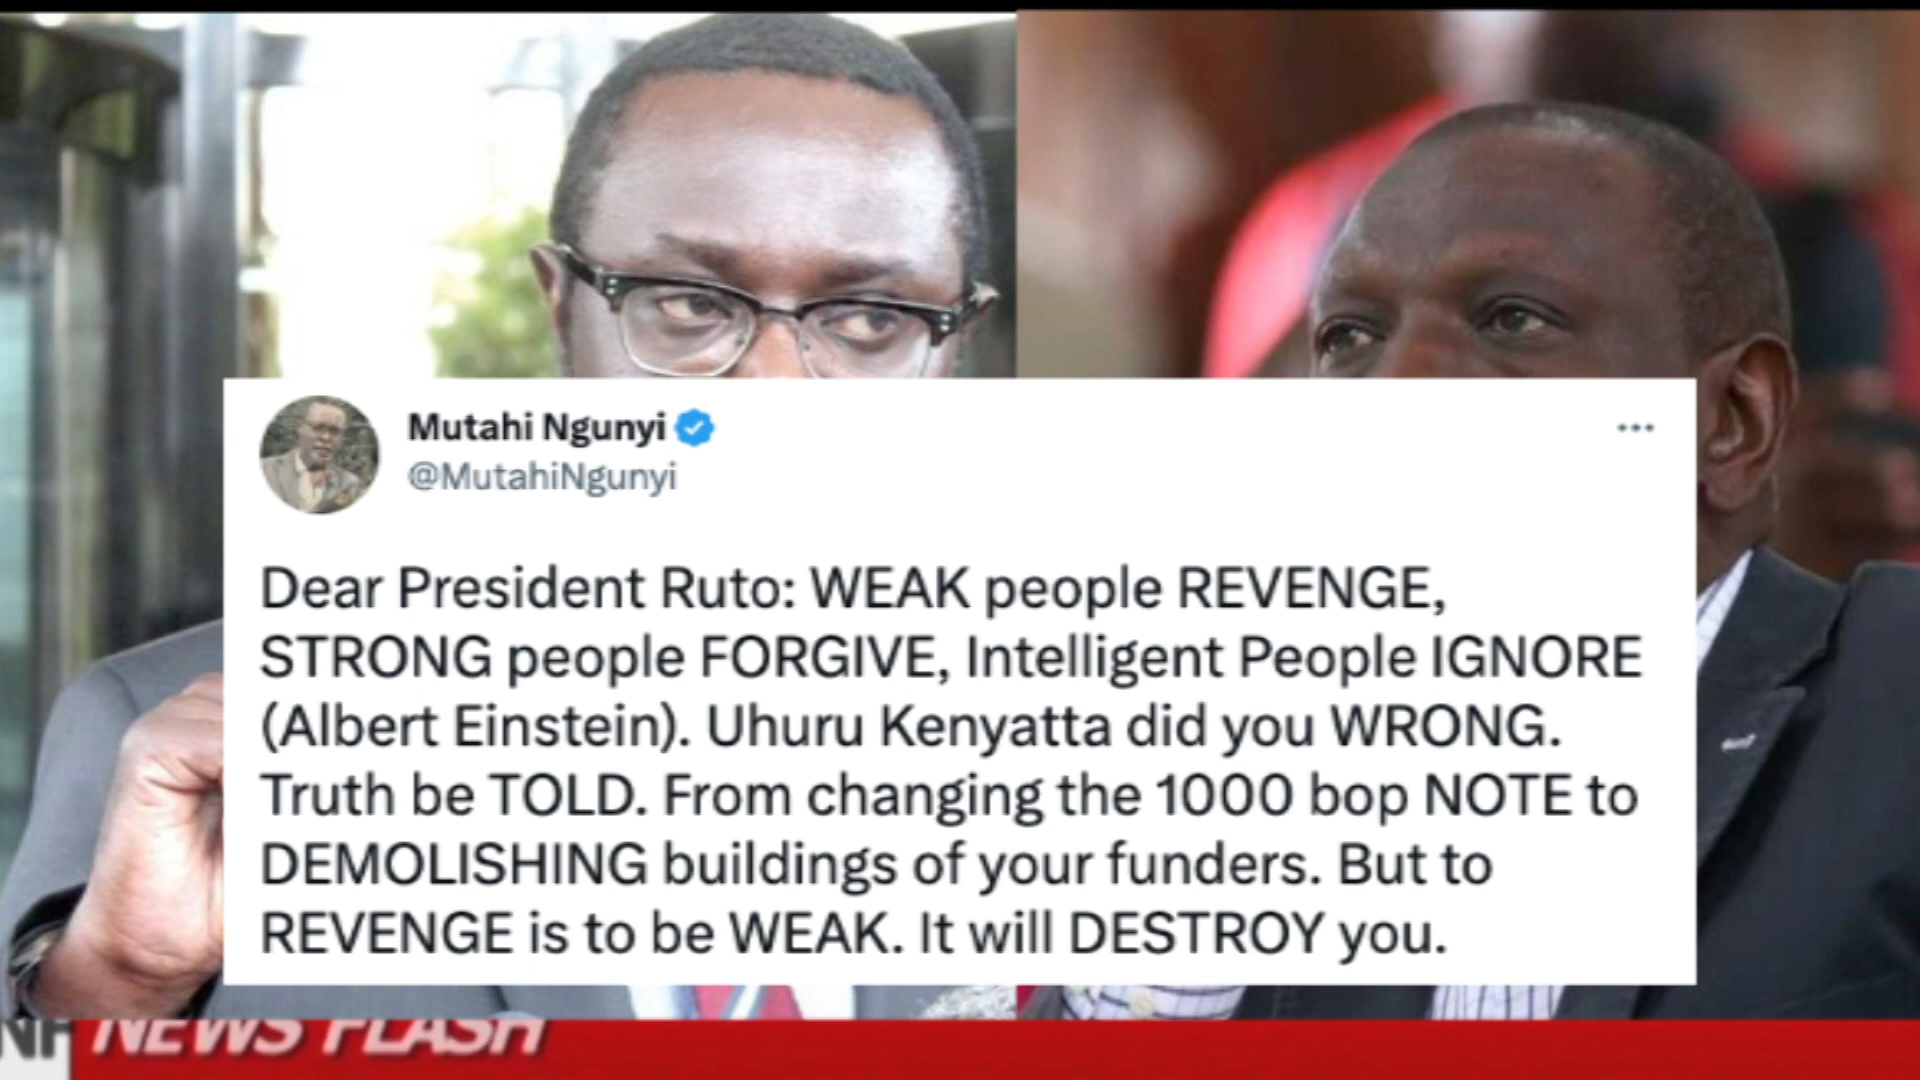 Mutahi Ngunyi
@MutahiNgunyi
Dear President Ruto: WEAK people REVENGE,
STRONG people FORGIVE, Intelligent People IGNORE
(Albert Einstein). Uhuru Kenyatta did you WRONG.
Truth be TOLD. From changing the 1000 bop NOTE to
DEMOLISHING buildings of your funders. But to
REVENGE is to be WEAK. It will DESTROY you.
NEWS FLASH